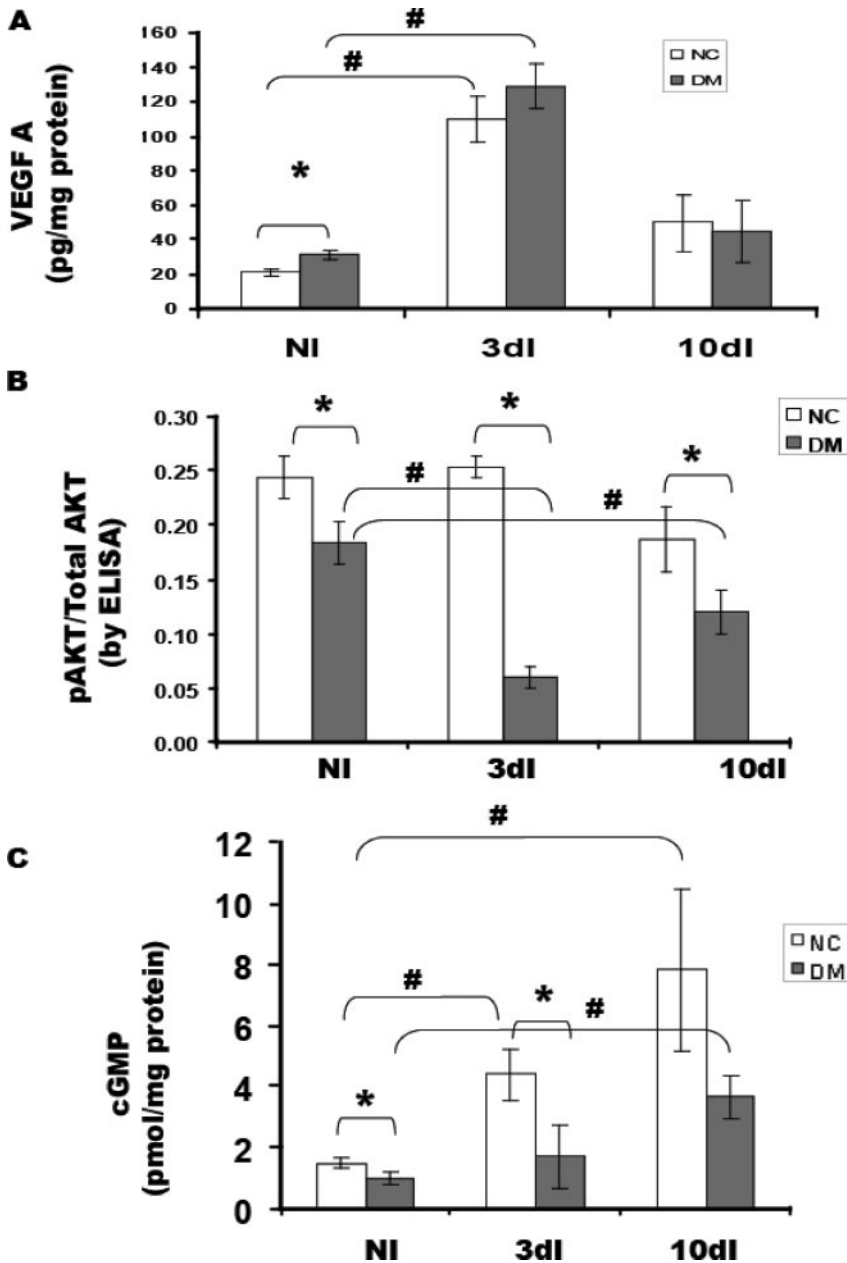 A
VEGF A
(pg/mg protein)
160
140
120
100
80
60
40
20
0
#
#
*
NC
DM
NI 3dI 10dI
B
pAKT/Total AKT
(by ELISA)
0.30
0.25
0.20
0.15
0.10
0.05
0.00
* * *
# #
NC
DM
NI 3dI 10dI
C
cGMP
(pmol/mg protein)
12
10
8
6
4
2
0
#
# * #
*
NC
DM
NI 3dI 10dI